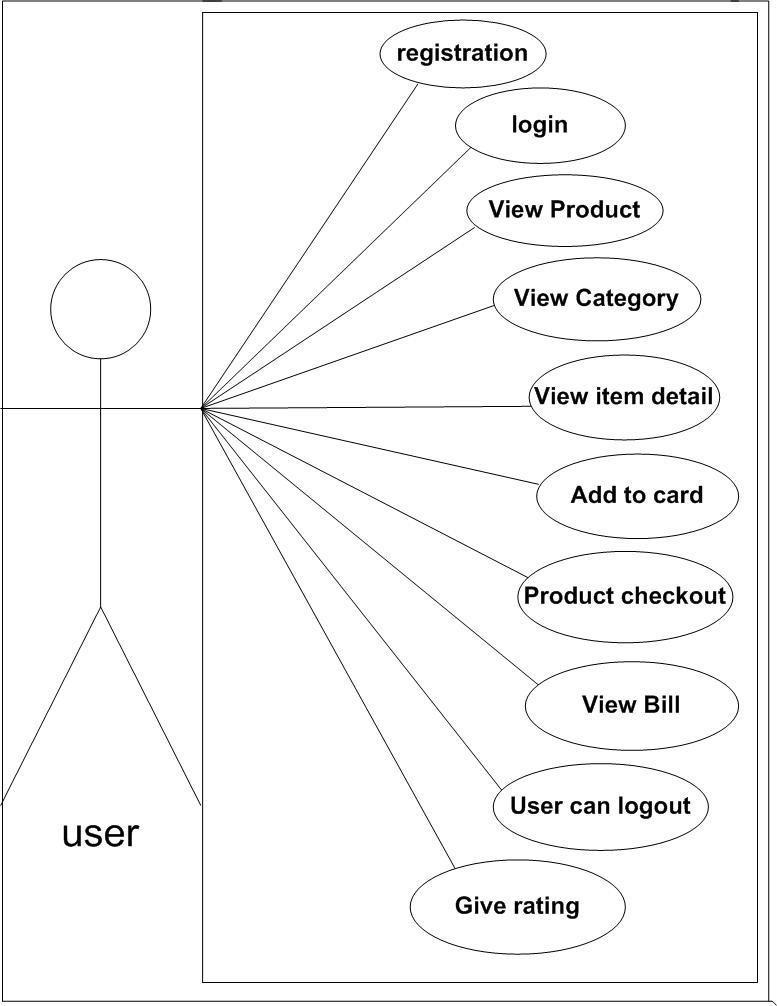 registration
login
View Product
View Category
View item detail
Add to card
Product checkout
View Bill
User can logout
Give rating
user